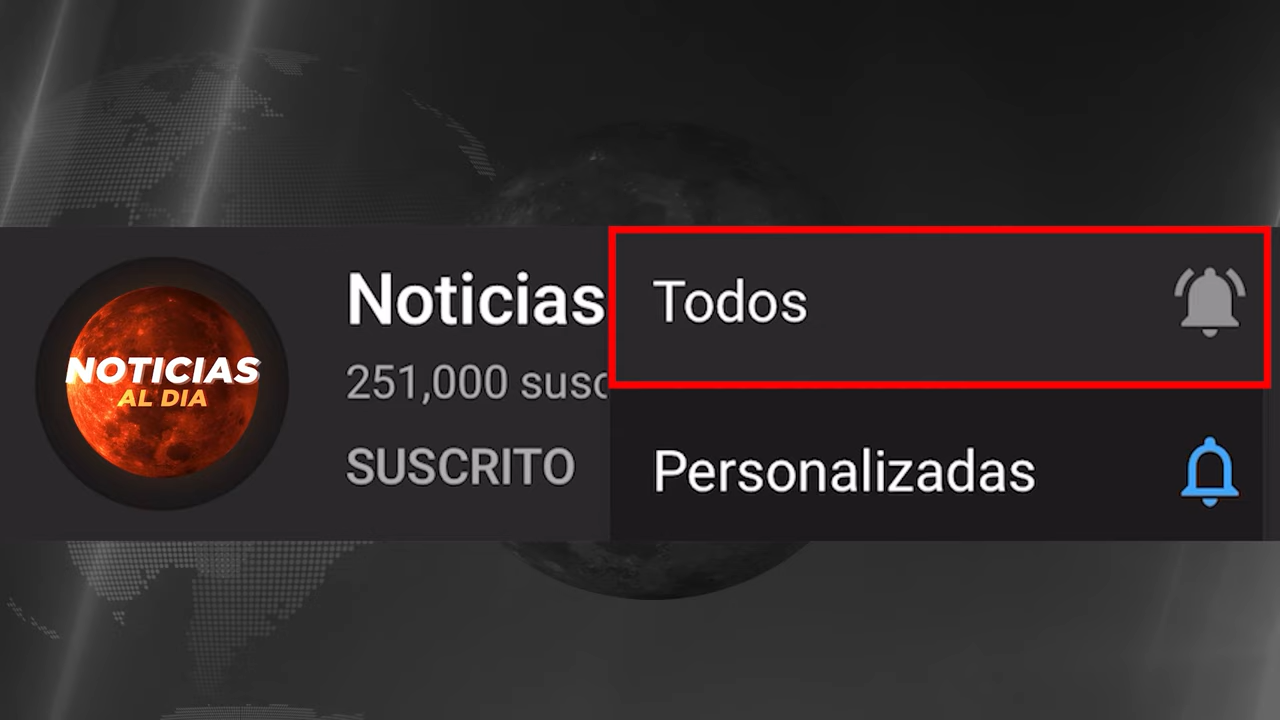 NOTICIAS
AL DIA
Noticias
251,000 susc
SUSCRITO
Todos
Personalizadas